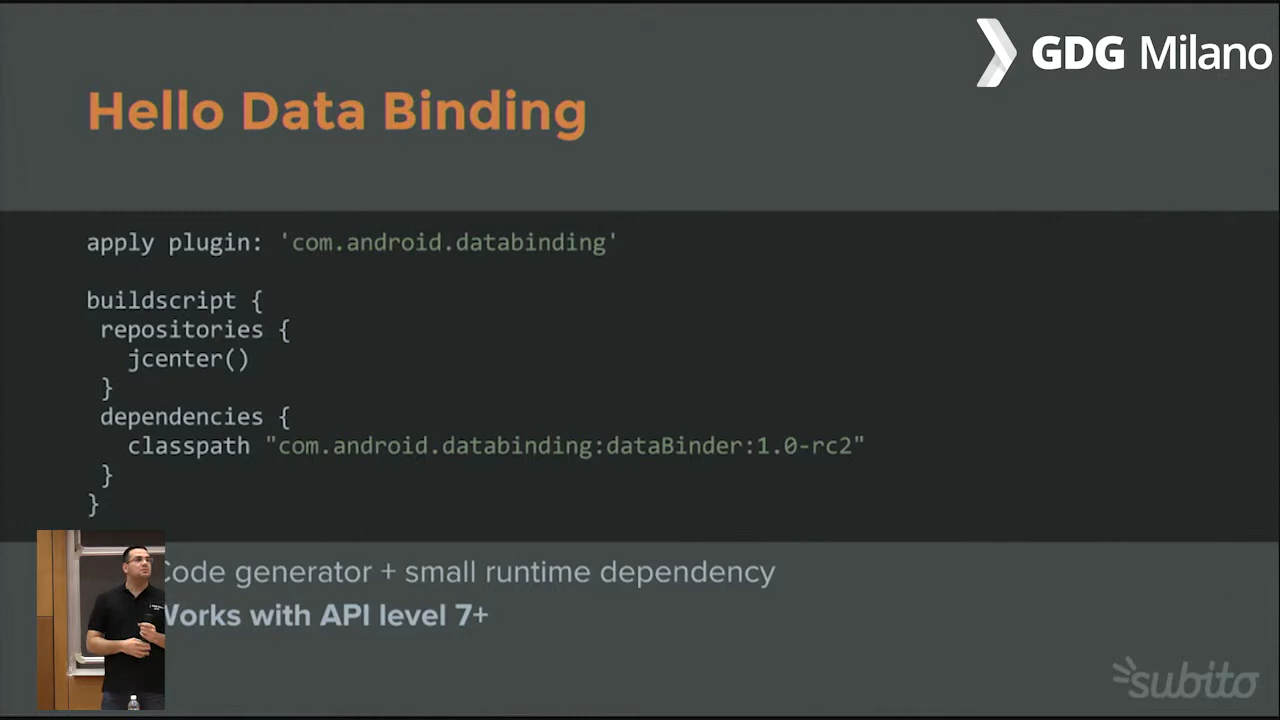 GDG Milano
Hello Data Binding
apply plugin: 'com.android.databinding'
buildscript {
repositories {
jcenter()
}
dependencies {
classpath "com.android.databinding:dataBinder:1.0-rc2"
}
}
Code generator + small runtime dependency
Works with API level 7+
subito